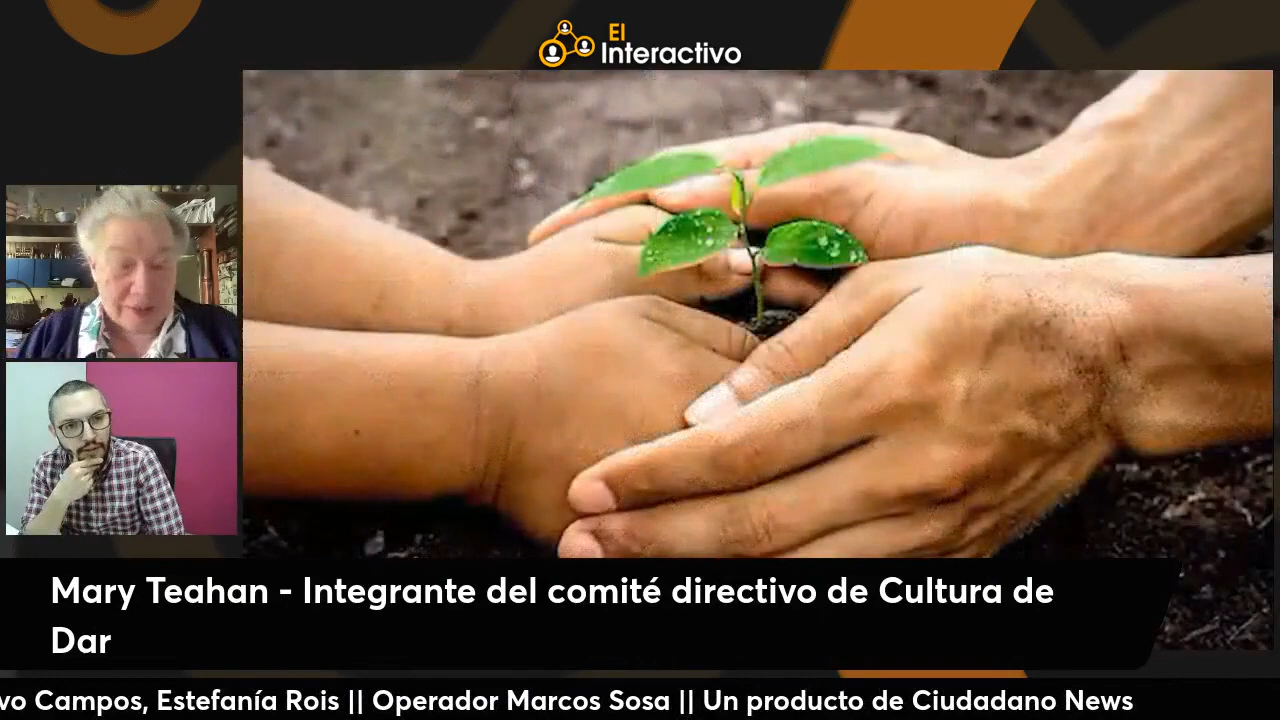 El
Interactivo
Mary Teahan - Integrante del comité directivo de Cultura de
Dar
vo Campos, Estefanía Rois || Operador Marcos Sosa || Un producto de Ciudadano News